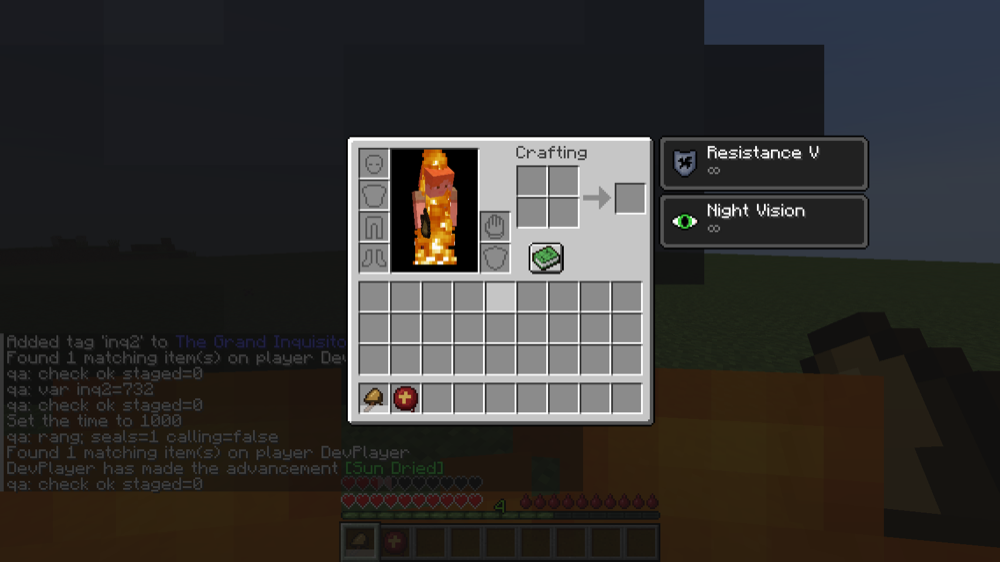 Crafting
Resistance V
∞
Night Vision
∞
Added tag 'inq2' to The Grand Inquisito
Found 1 matching item(s) on player Dev
qa: check ok staged=0
qa: var inq2=732
qa: check ok staged=0
Set the time to 1000
qa: rang; seals=1 calling=false
Found 1 matching item(s) on player DevPlayer
DevPlayer has made the advancement [Sun Dried]
qa: check ok staged=0
4